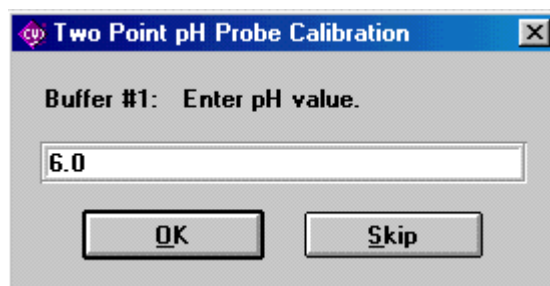 Two Point pH Probe Calibration
Buffer #1: Enter pH value.
6.0
OK
Skip